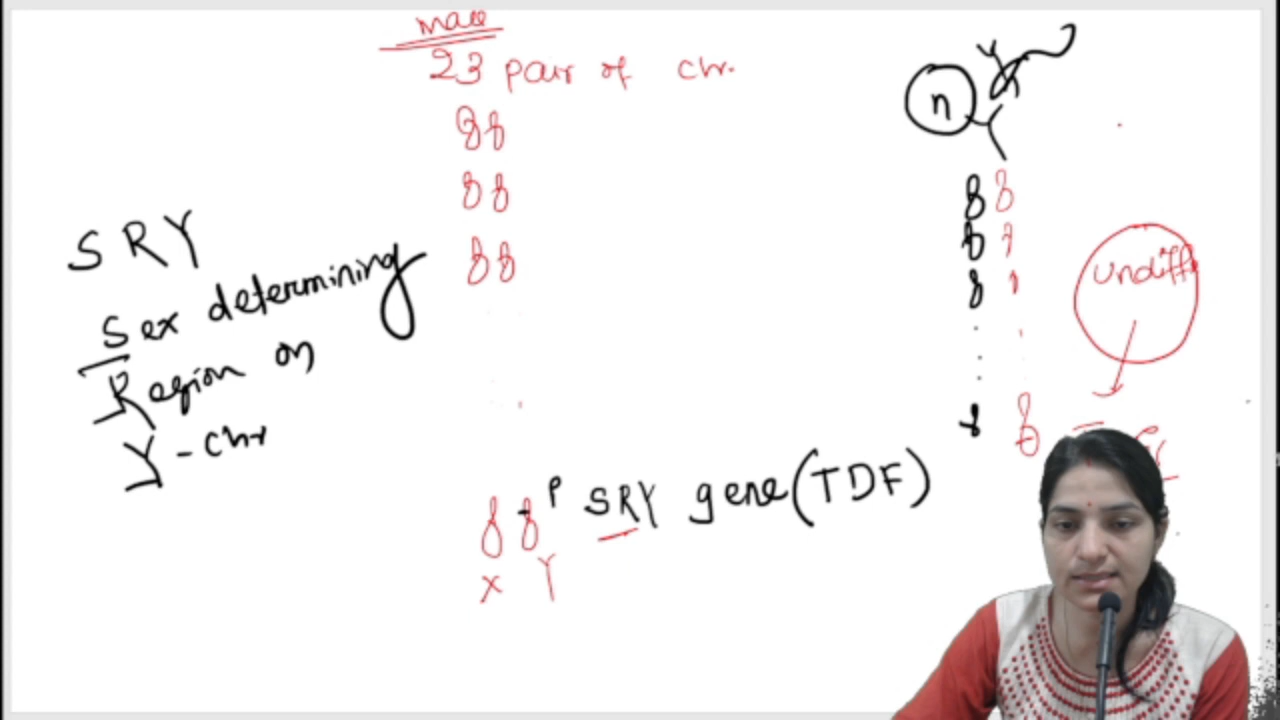 male
23 pair of chr.
n
Y
Y
SRY
Sex determining
Region on
Y-chr
undiff
P SRY gene (TDF)
X Y